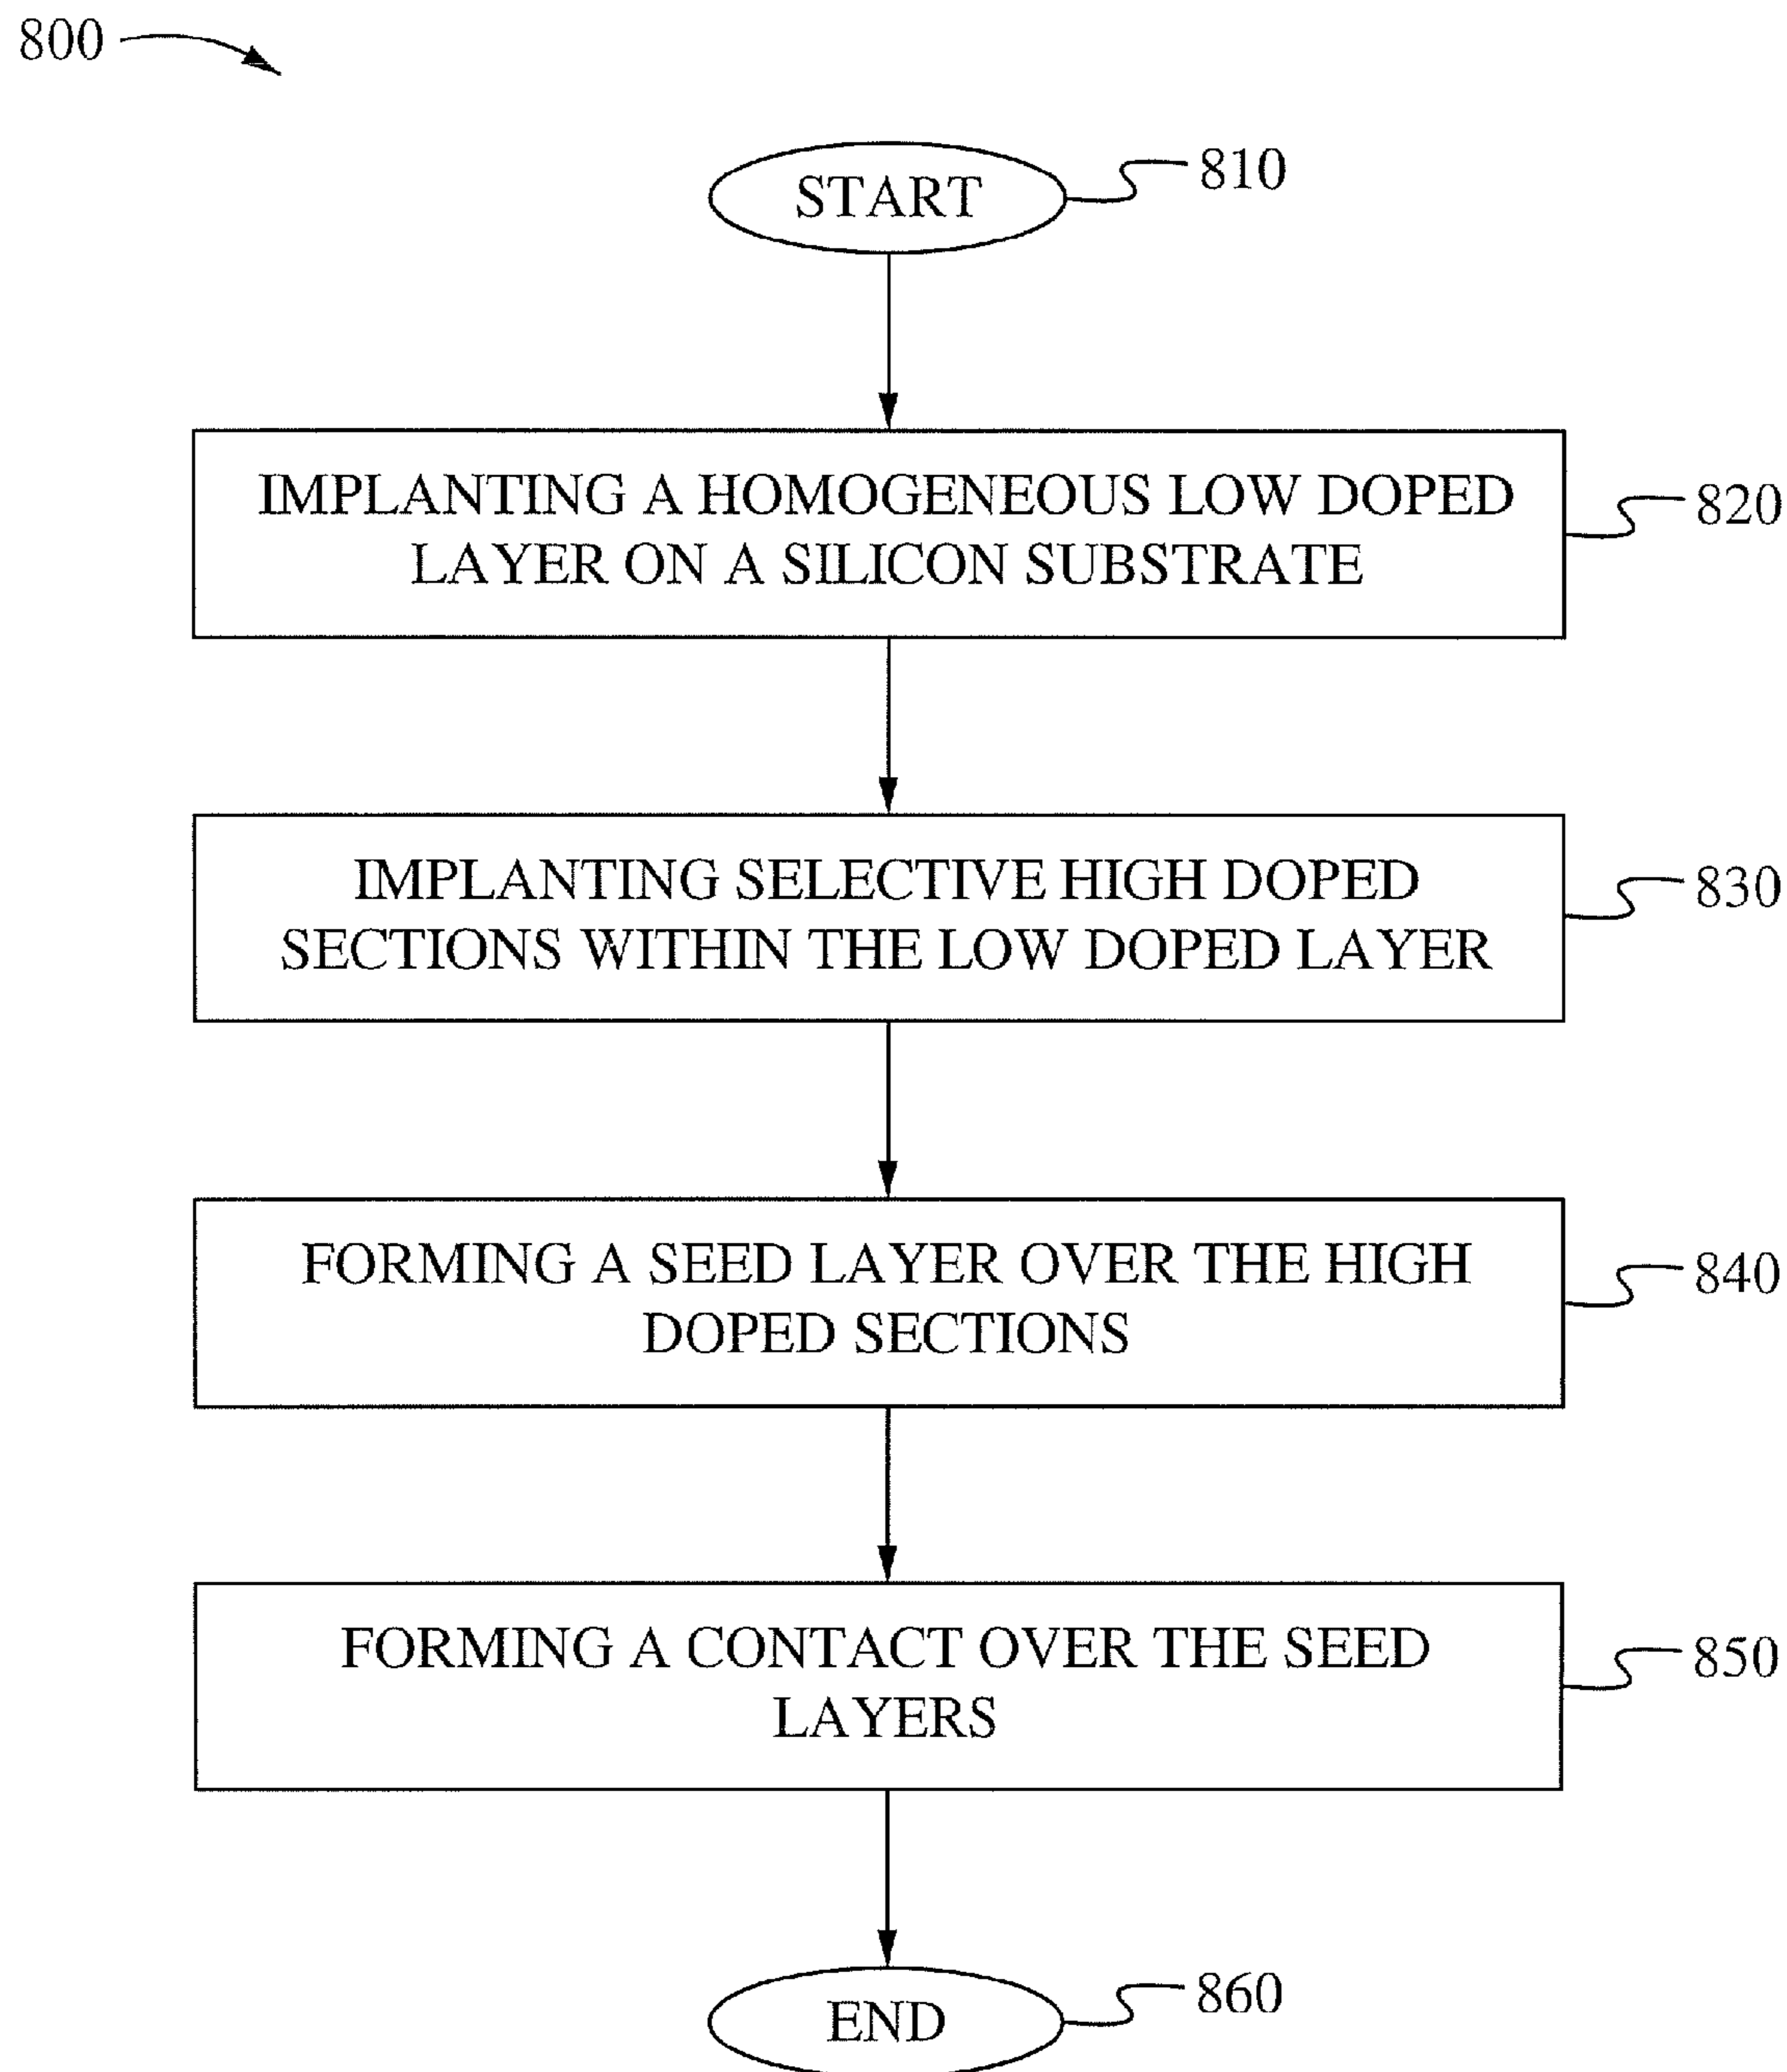 800
START
810
IMPLANTING A HOMOGENEOUS LOW DOPED
LAYER ON A SILICON SUBSTRATE
820
IMPLANTING SELECTIVE HIGH DOPED
SECTIONS WITHIN THE LOW DOPED LAYER
830
FORMING A SEED LAYER OVER THE HIGH
DOPED SECTIONS
840
FORMING A CONTACT OVER THE SEED
LAYERS
850
END
860